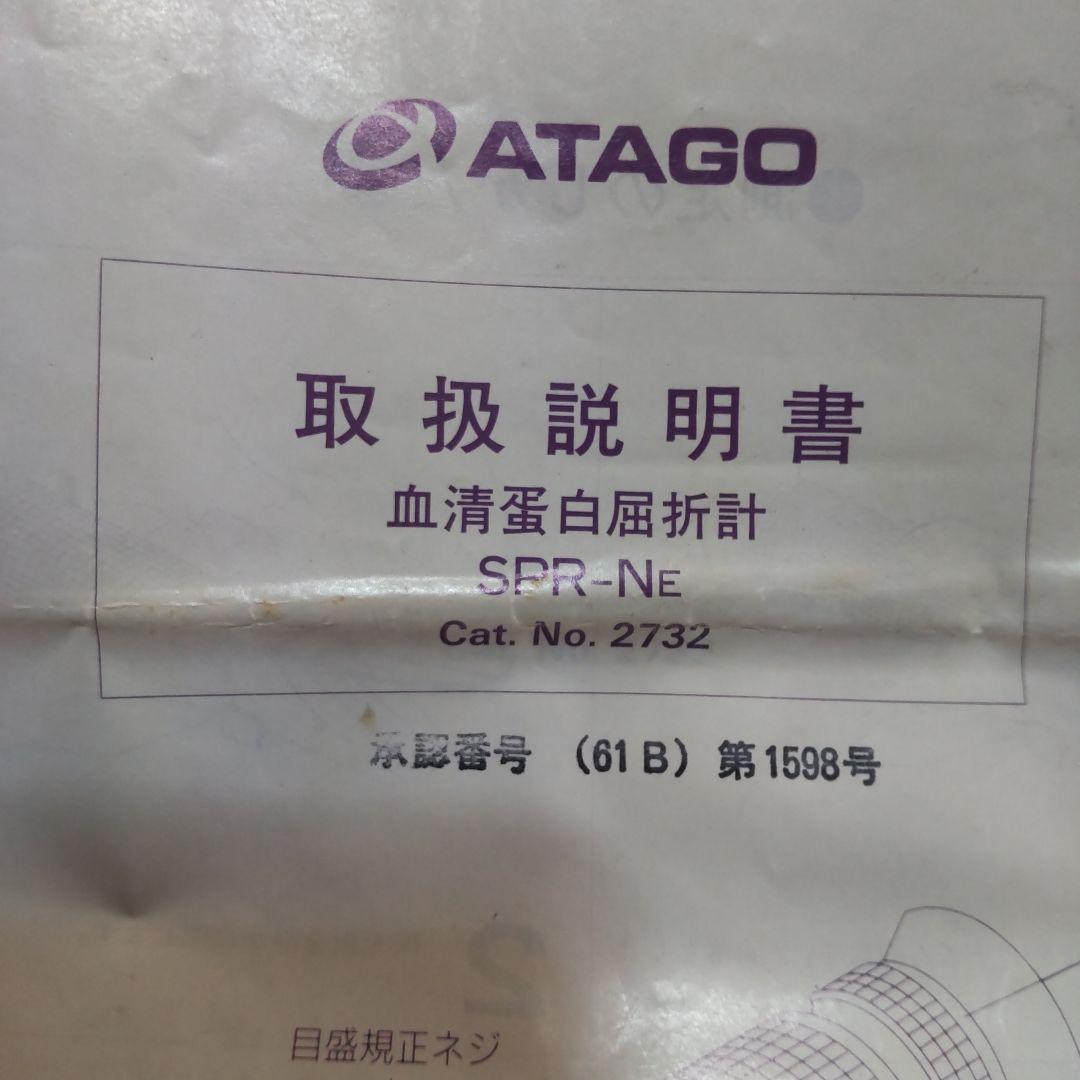 ATAGO
取扱説明書
血清蛋白屈折計
SPR-NE
Cat. No. 2732
承認番号 (61B) 第1598号
目盛規正ネジ